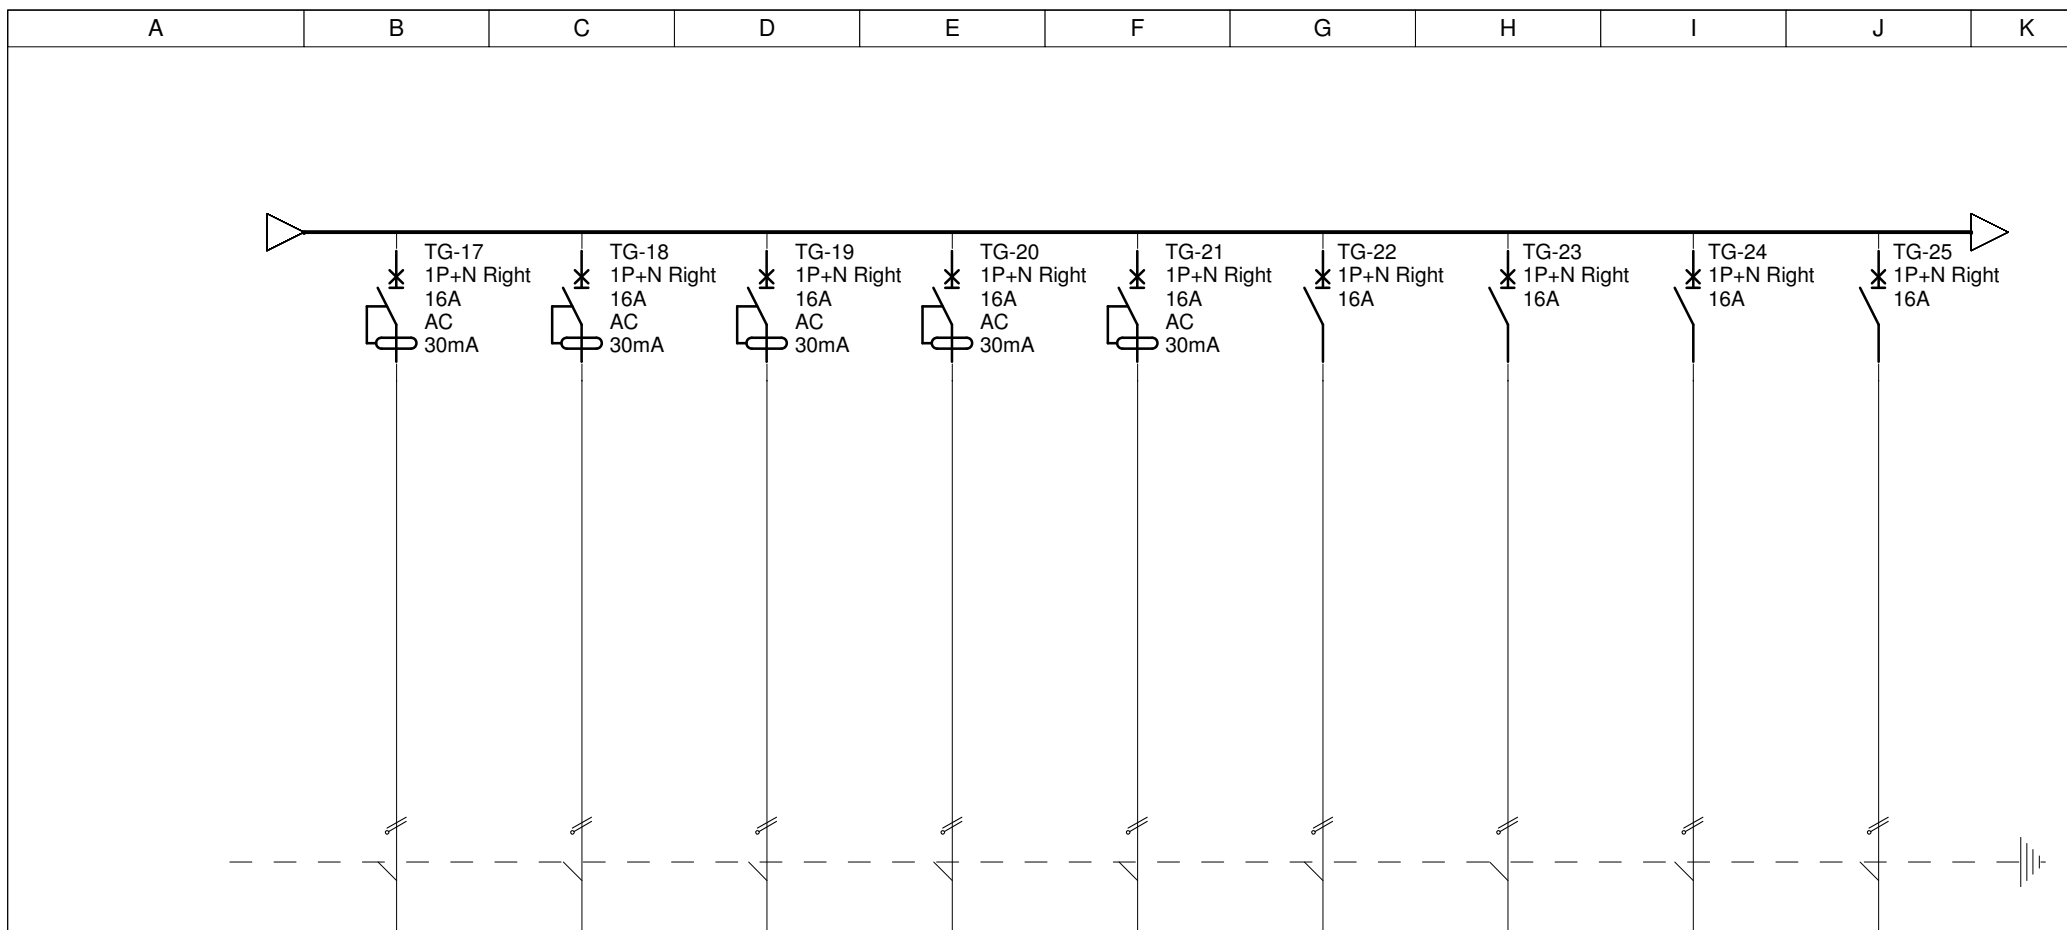 A B C D E F G H I J K
TG-17
1P+N Right
16A
AC
30mA
TG-18
1P+N Right
16A
AC
30mA
TG-19
1P+N Right
16A
AC
30mA
TG-20
1P+N Right
16A
AC
30mA
TG-21
1P+N Right
16A
AC
30mA
TG-22
1P+N Right
16A
TG-23
1P+N Right
16A
TG-24
1P+N Right
16A
TG-25
1P+N Right
16A